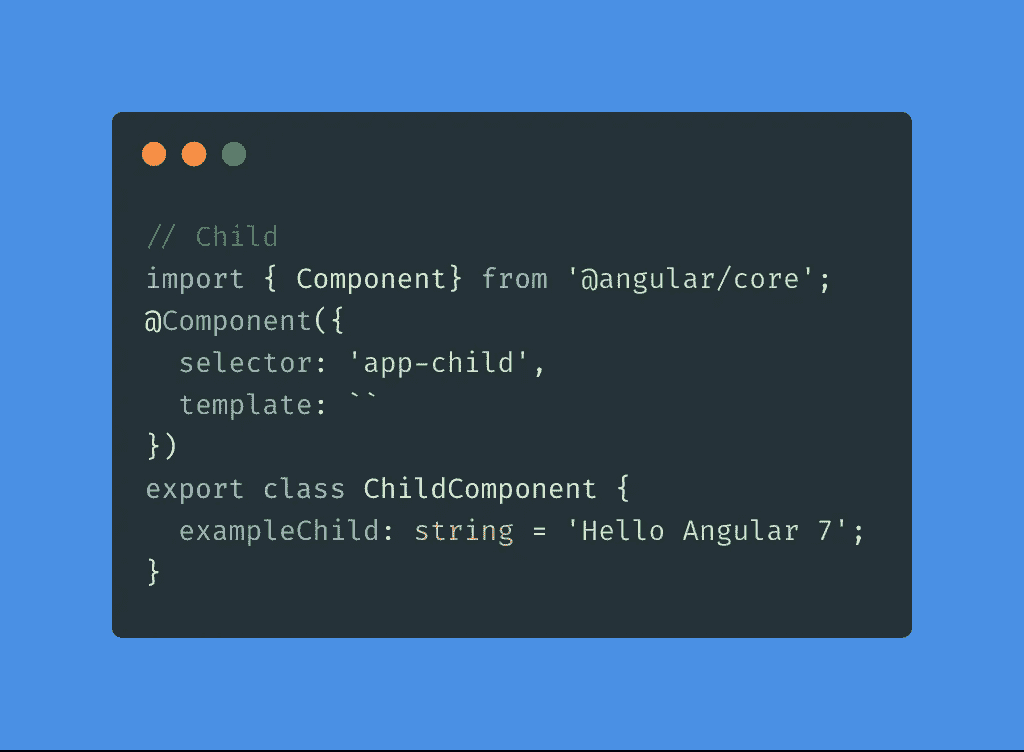 // Child
import { Component} from '@angular/core';
@Component({
  selector: 'app-child',
  template: ``
})
export class ChildComponent {
  exampleChild: string = 'Hello Angular 7';
}